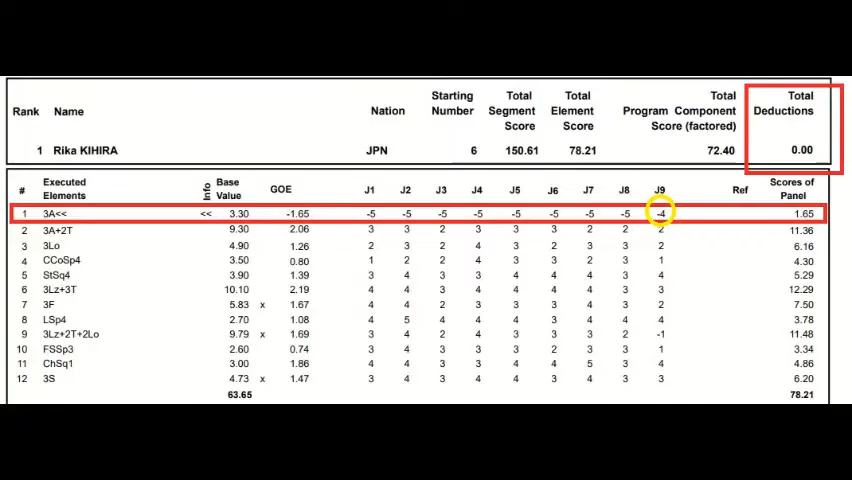 Rank Name Nation Starting Number Total Segment Score Total Element Score Total Program Component Score (factored) Total Deductions
1 Rika KIHIRA JPN 6 150.61 78.21 72.40 0.00
# Executed Elements Info Base Value GOE J1 J2 J3 J4 J5 J6 J7 J8 J9 Ref Scores of Panel
1 3A<< << 3.30 -1.65 -5 -5 -5 -5 -5 -5 -5 -5 -4 1.65
2 3A+2T 9.30 2.06 3 3 2 3 3 3 2 2 2 11.36
3 3Lo 4.90 1.26 2 3 2 4 3 2 3 3 2 6.16
4 CCoSp4 3.50 0.80 1 2 2 4 3 3 2 3 1 4.30
5 StSq4 3.90 1.39 3 4 3 3 4 4 4 3 4 5.29
6 3Lz+3T 10.10 2.19 4 4 3 4 4 4 4 3 3 12.29
7 3F 5.83 x 1.67 4 4 2 3 3 3 4 3 2 7.50
8 LSp4 2.70 1.08 4 5 4 4 4 3 4 4 4 3.78
9 3Lz+2T+2Lo 9.79 x 1.69 3 4 2 4 3 3 3 2 -1 11.48
10 FSSp3 2.60 0.74 3 4 3 3 3 2 3 3 1 3.34
11 ChSq1 3.00 1.86 4 4 3 3 4 4 5 3 4 4.86
12 3S 4.73 x 1.47 3 4 3 4 4 3 4 3 3 6.20
63.65 78.21